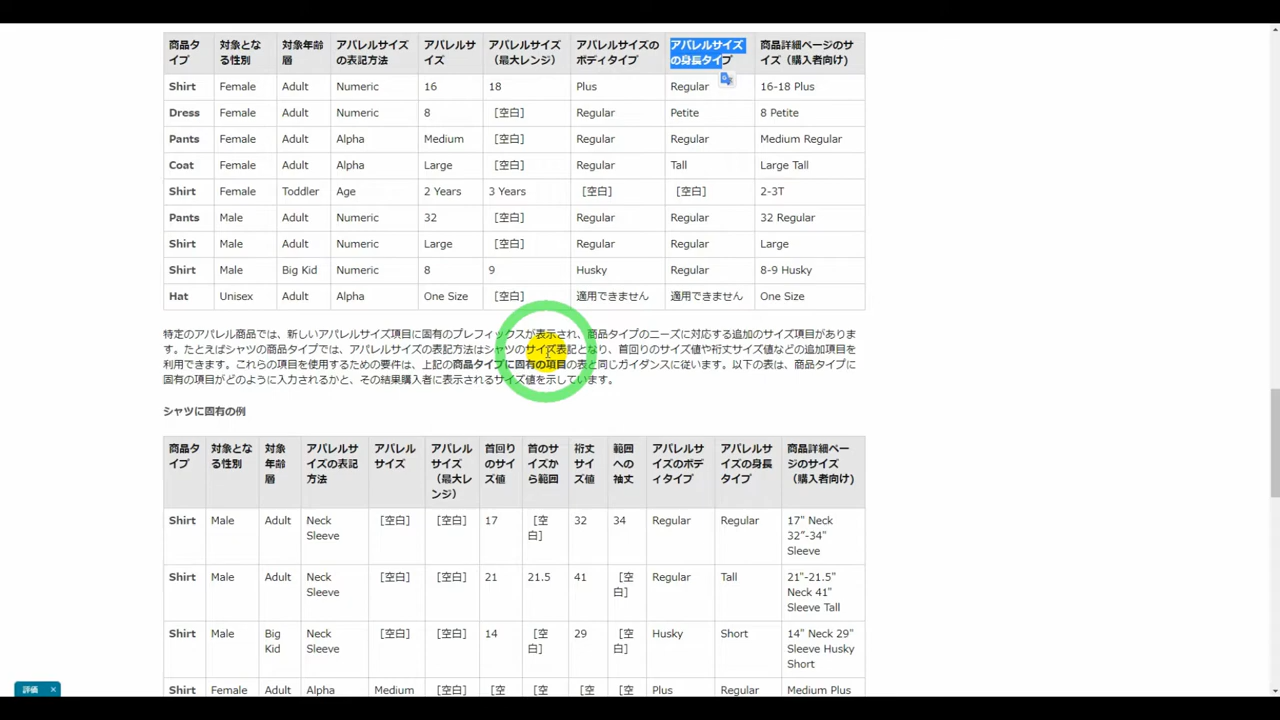 商品タイプ 対象となる性別 対象年齢層 アパレルサイズの表記方法 アパレルサイズ アパレルサイズ（最大レンジ） アパレルサイズのボディタイプ アパレルサイズの身長タイプ 商品詳細ページのサイズ（購入者向け）
Shirt Female Adult Numeric 16 18 Plus Regular 16-18 Plus
Dress Female Adult Numeric 8 [空白] Regular Petite 8 Petite
Pants Female Adult Alpha Medium [空白] Regular Regular Medium Regular
Coat Female Adult Alpha Large [空白] Regular Tall Large Tall
Shirt Female Toddler Age 2 Years 3 Years [空白] [空白] 2-3T
Pants Male Adult Numeric 32 [空白] Regular Regular 32 Regular
Shirt Male Adult Numeric Large [空白] Regular Regular Large
Shirt Male Big Kid Numeric 8 9 Husky Regular 8-9 Husky
Hat Unisex Adult Alpha One Size [空白] 適用できません 適用できません One Size
特定のアパレル商品では、新しいアパレルサイズ項目に固有のプレフィックスが表示され、商品タイプのニーズに対応する追加のサイズ項目がありま
す。たとえばシャツの商品タイプでは、アパレルサイズの表記方法はシャツのサイズ表記となり、首回りのサイズ値や裄丈サイズ値などの追加項目を
利用できます。これらの項目を使用するための要件は、上記の商品タイプに固有の項目の表と同じガイダンスに従います。以下の表は、商品タイプに
固有の項目がどのように入力されるかと、その結果購入者に表示されるサイズ値を示しています。
シャツに固有の例
商品タイプ 対象となる性別 対象年齢層 アパレルサイズの表記方法 アパレルサイズ アパレルサイズ（最大レンジ） 首回りのサイズ値 首のサイズから範囲 裄丈サイズ値 範囲への袖丈 アパレルサイズのボディタイプ アパレルサイズの身長タイプ 商品詳細ページのサイズ（購入者向け）
Shirt Male Adult Neck Sleeve [空白] [空白] 17 [空白] 32 34 Regular Regular 17" Neck 32"-34" Sleeve
Shirt Male Adult Neck Sleeve [空白] [空白] 21 21.5 41 [空白] Regular Tall 21"-21.5" Neck 41" Sleeve Tall
Shirt Male Big Kid Neck Sleeve [空白] [空白] 14 [空白] 29 [空白] Husky Short 14" Neck 29" Sleeve Husky Short
Shirt Female Adult Alpha Medium [空白] [空 [空 [空 [空 Plus Regular Medium Plus
評価 ×